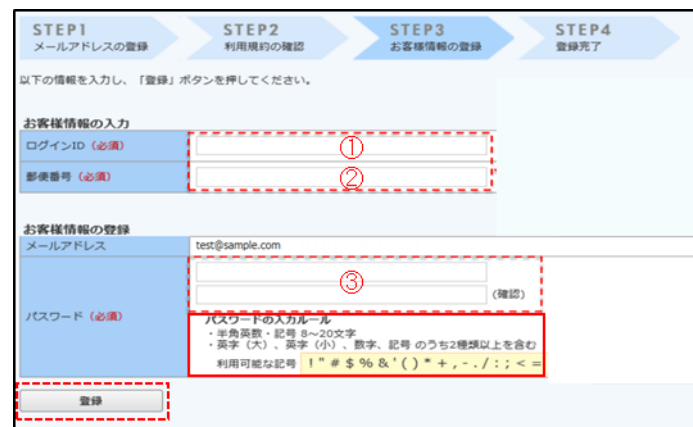 STEP1
メールアドレスの登録
STEP2
利用規約の確認
STEP3
お客様情報の登録
STEP4
登録完了
以下の情報を入力し、「登録」ボタンを押してください。
お客様情報の入力
ログインID（必須）
①
郵便番号（必須）
②
お客様情報の登録
メールアドレス
test@sample.com
パスワード（必須）
③
(確認)
パスワードの入力ルール
・半角英数・記号 8～20文字
・英字（大）、英字（小）、数字、記号 のうち2種類以上を含む
利用可能な記号 ! " # $ % & ' ( ) * + , - . / : ; < =
登録